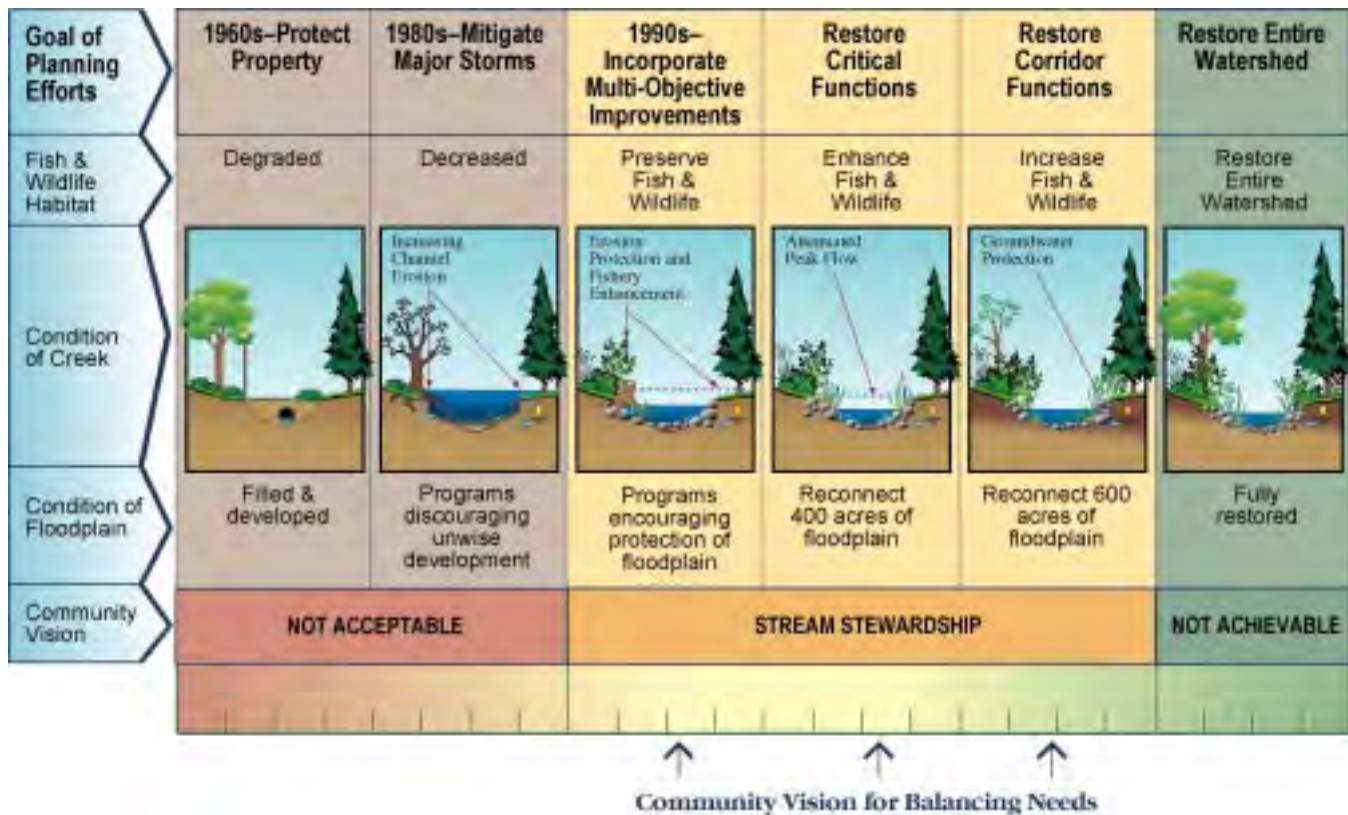 Goal of
Planning
Efforts
1960s–Protect
Property
1980s–Mitigate
Major Storms
1990s–
Incorporate
Multi-Objective
Improvements
Restore
Critical
Functions
Restore
Corridor
Functions
Restore Entire
Watershed
Fish &
Wildlife
Habitat
Degraded
Decreased
Preserve
Fish &
Wildlife
Enhance
Fish &
Wildlife
Increase
Fish &
Wildlife
Restore
Entire
Watershed
Condition
of Creek
Increasing
Channel
Erosion
Erosion
Protection and
Fishery
Enhancement
Attenuated
Peak Flow
Groundwater
Protection
Condition of
Floodplain
Filled &
developed
Programs
discouraging
unwise
development
Programs
encouraging
protection of
floodplain
Reconnect
400 acres of
floodplain
Reconnect 600
acres of
floodplain
Fully
restored
Community
Vision
NOT ACCEPTABLE
STREAM STEWARDSHIP
NOT ACHIEVABLE
Community Vision for Balancing Needs